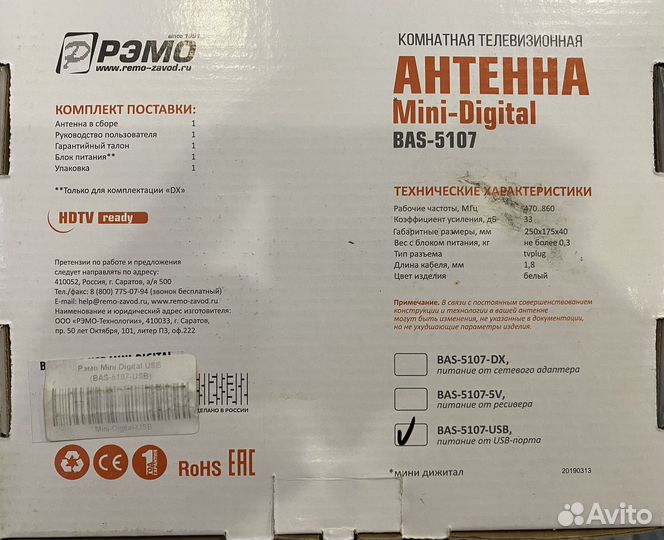 since 1991
РЭМО
www.remo-zavod.ru
КОМПЛЕКТ ПОСТАВКИ:
Антенна в сборе 1
Руководство пользователя 1
Гарантийный талон 1
Блок питания** 1
Упаковка 1
**Только для комплектации «DX»
HDTV ready
Претензии по работе и предложения
следует направлять по адресу:
410052, Россия, г. Саратов, а/я 500
Тел./факс: 8 (800) 775-07-94 (звонок бесплатный)
E-mail: help@remo-zavod.ru, www.remo-zavod.ru
Наименование и юридический адрес изготовителя:
ООО «РЭМО-Технологии», 410033, г. Саратов,
пр. 50 лет Октября, 101, литер П3, оф.222
Рэмо Mini Digital USB
(BAS-5107-USB)
Mini-Digital-USB
СДЕЛАНО В РОССИИ
CE
1 ГОД ГАРАНТИЯ
RoHS
EAC
КОМНАТНАЯ ТЕЛЕВИЗИОННАЯ
АНТЕННА
Mini-Digital
BAS-5107
ТЕХНИЧЕСКИЕ ХАРАКТЕРИСТИКИ
Рабочие частоты, МГц 470..860
Коэффициент усиления, дБ 33
Габаритные размеры, мм 250x175x40
Вес с блоком питания, кг не более 0,3
Тип разъема tvplug
Длина кабеля, мм 1,8
Цвет изделия белый
Примечание. В связи с постоянным совершенствованием
конструкции и технологии в вашей антенне
могут быть изменения, не указанные в документации,
но не ухудшающие параметры изделия.
BAS-5107-DX,
питание от сетевого адаптера
BAS-5107-5V,
питание от ресивера
BAS-5107-USB,
питание от USB-порта
*мини дижитал
20190313
Avito